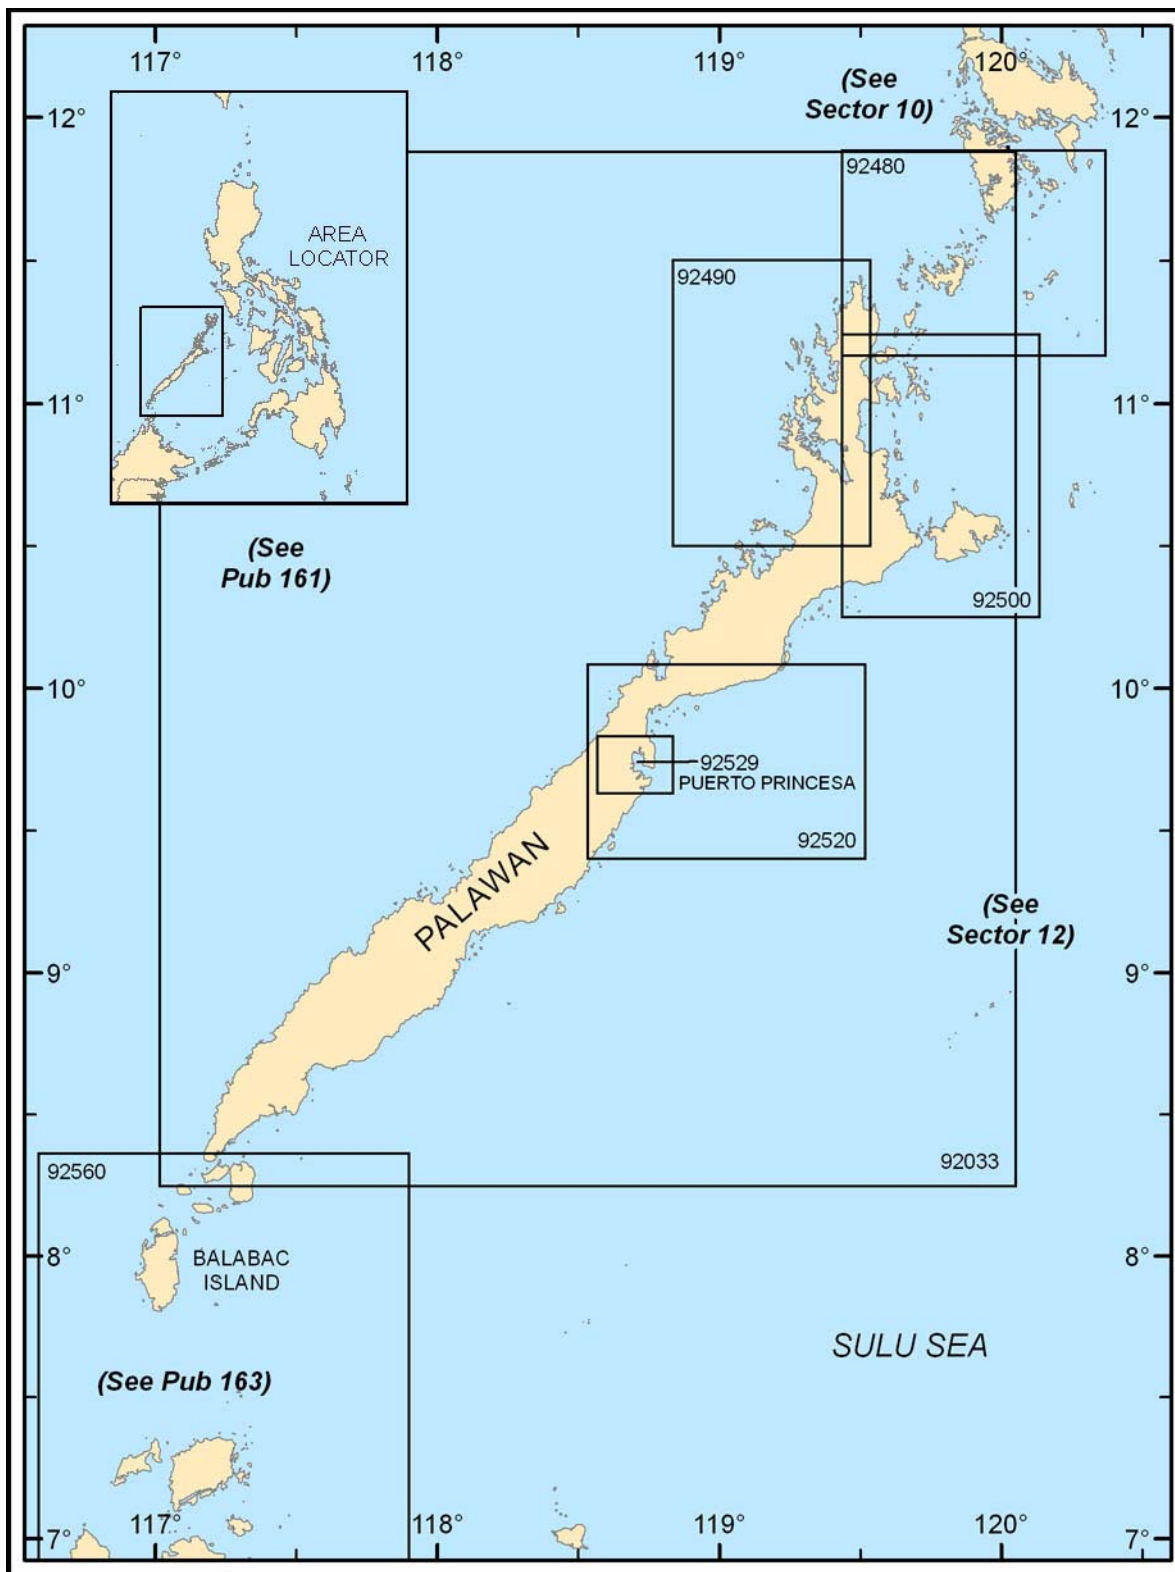 117°
118°
119°
120°
(See
Sector 10)
12°
12°
92480
AREA
LOCATOR
92490
11°
11°
(See
Pub 161)
92500
10°
10°
92529
PUERTO PRINCESA
92520
PALAWAN
(See
Sector 12)
9°
9°
92560
92033
8°
BALABAC
ISLAND
8°
SULU SEA
(See Pub 163)
7°
117°
118°
119°
120°
7°